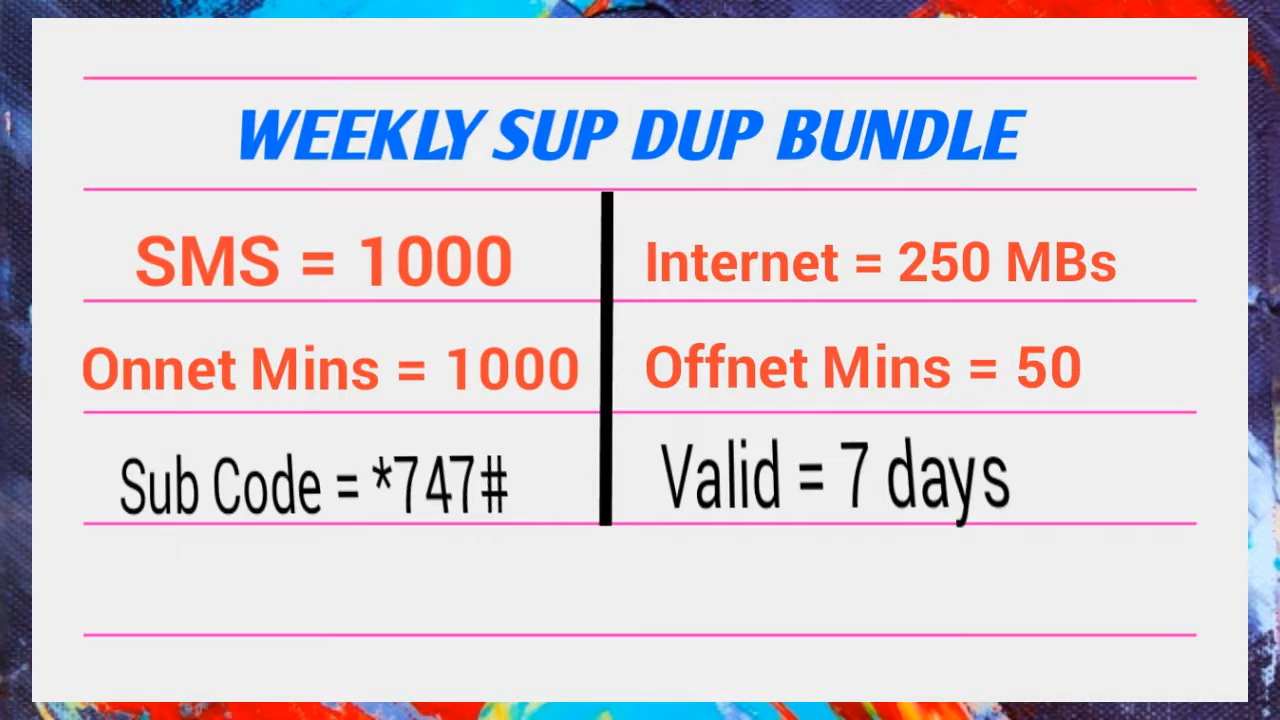 WEEKLY SUP DUP BUNDLE
SMS = 1000
Internet = 250 MBs
Onnet Mins = 1000
Offnet Mins = 50
Sub Code = *747#
Valid = 7 days